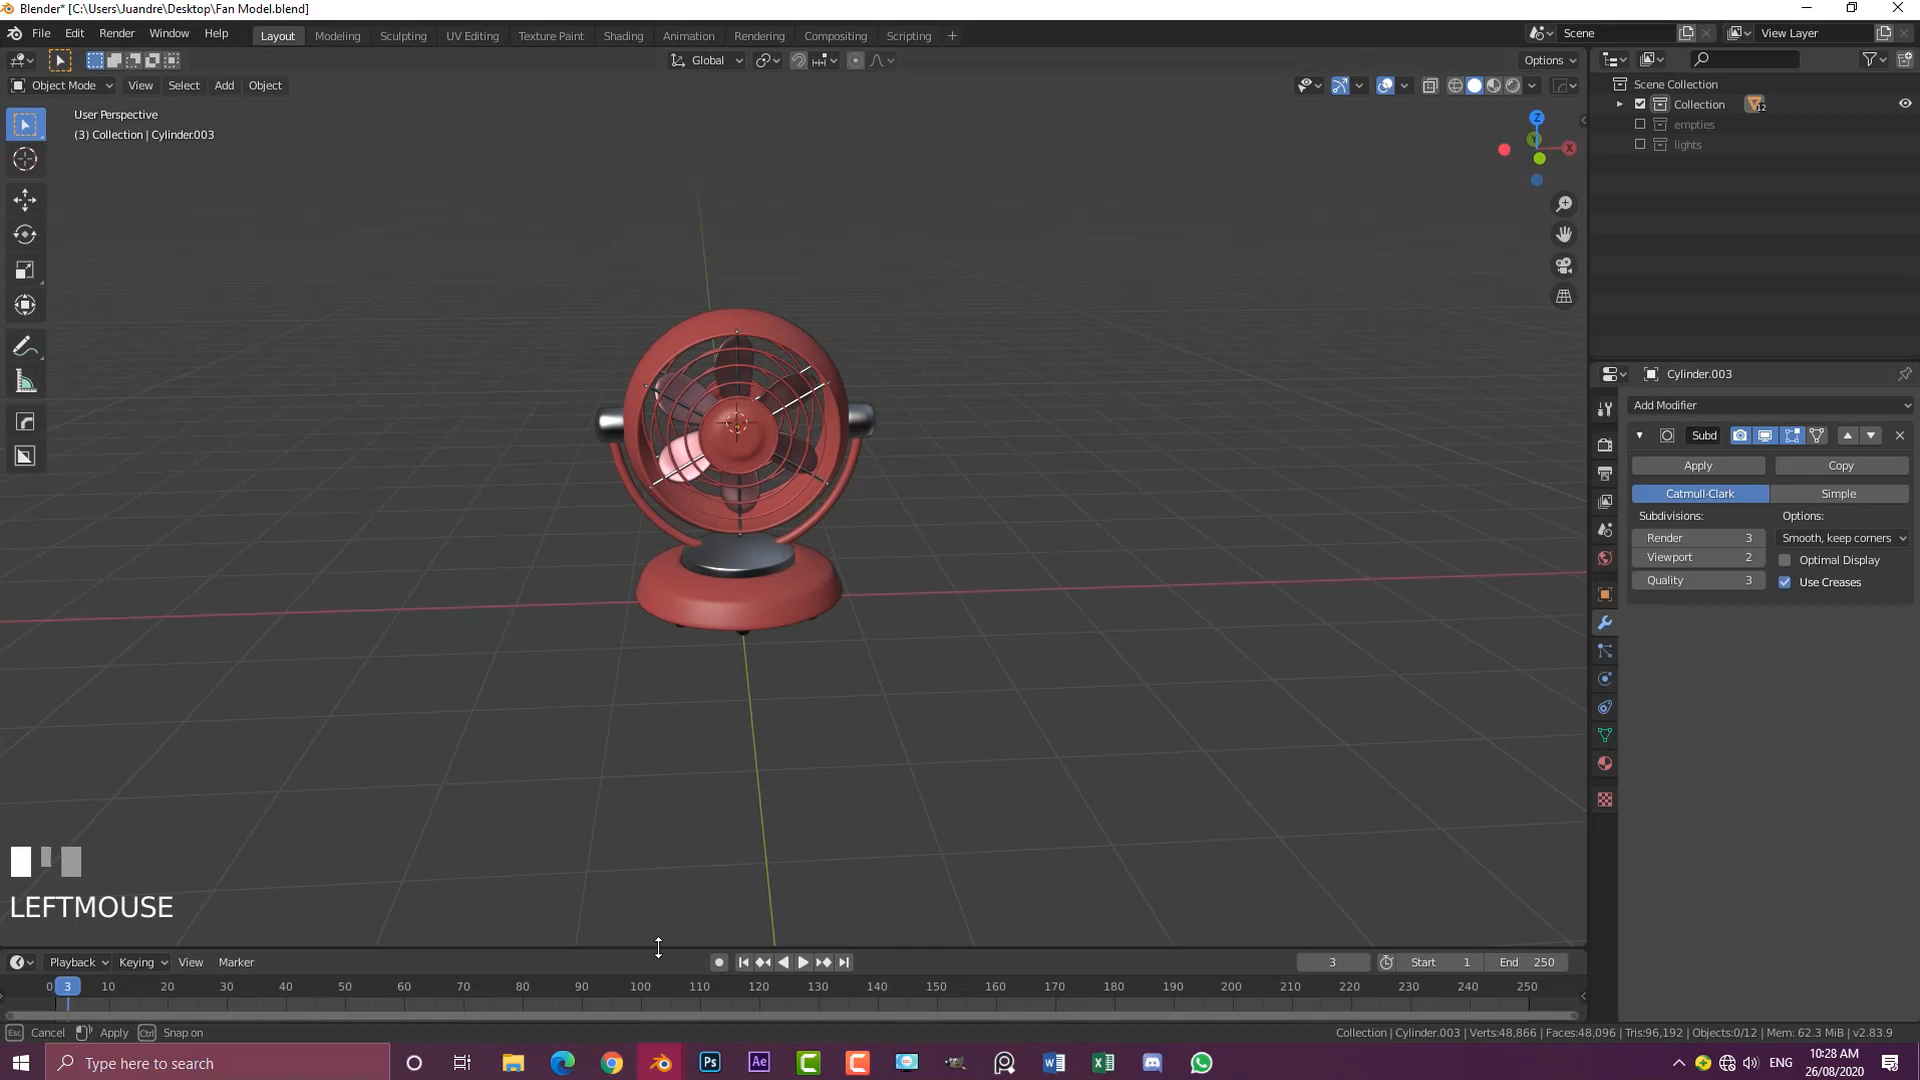 Blender* [C:\Users\Juandre\Desktop\Fan Model.blend]
File Edit Render Window Help
Layout Modeling Sculpting UV Editing Texture Paint Shading Animation Rendering Compositing Scripting +
Scene
View Layer
Global
Options
Object Mode View Select Add Object
User Perspective
(3) Collection | Cylinder.003
Z
Y
X
LEFTMOUSE
Scene Collection
Collection 12
empties
lights
Cylinder.003
Add Modifier
Subd
Apply Copy
Catmull-Clark Simple
Subdivisions: Options:
Render 3 Smooth, keep corners
Viewport 2 Optimal Display
Quality 3 Use Creases
Playback Keying View Marker
3 Start 1 End 250
0 3 10 20 30 40 50 60 70 80 90 100 110 120 130 140 150 160 170 180 190 200 210 220 230 240 250
Esc Cancel Apply Ctrl Snap on
Collection | Cylinder.003 | Verts:48,866 | Faces:48,096 | Tris:96,192 | Objects:0/12 | Mem: 62.3 MiB | v2.83.9
Type here to search
Ps Ae
ENG
10:28 AM
26/08/2020